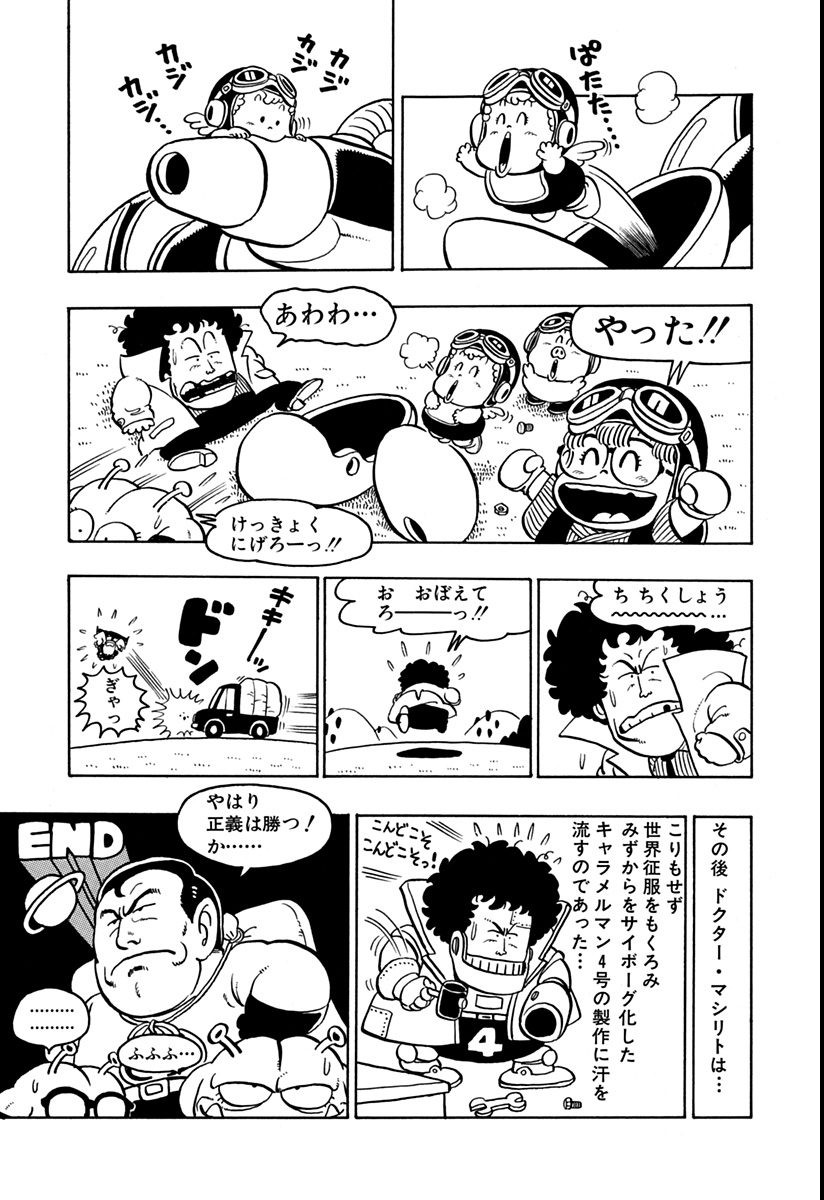 ぱたた…
カジ
カジ
カジ
カジ…
やった!!
あわわ…
けっきょく
にげろーっ!!
ち ちくしょう
〜〜〜〜…
お おぼえて
ろ――っ!!
キキーッ
ドン
ぎゃっ
その後 ドクター・マシリトは…
こりもせず
世界征服をもくろみ
みずからをサイボーグ化した
キャラメルマン4号の製作に汗を
流すのであった…
こんどこそ
こんどこそっ!
4
やはり
正義は勝つ!
か……
END
ふふふ…
………
………